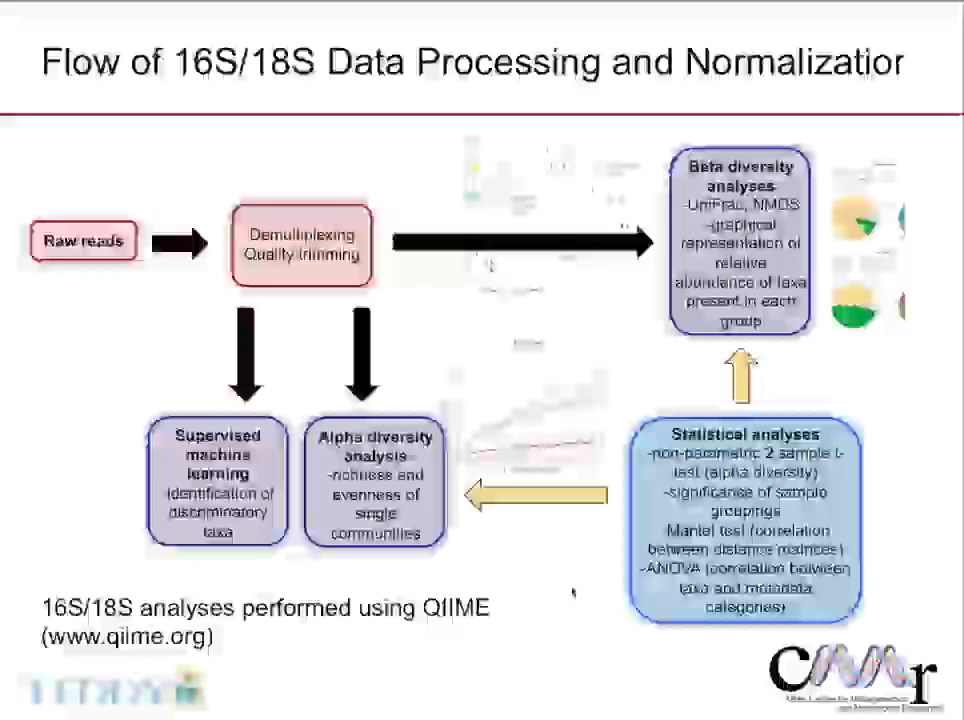 Flow of 16S/18S Data Processing and Normalization
Raw reads
Demultiplexing
Quality trimming
Beta diversity
analyses
-UniFrac, NMDS
-graphical
representation of
relative
abundance of taxa
present in each
group
Supervised
machine
learning
-Identification of
discriminatory
taxa
Alpha diversity
analysis
-richness and
evenness of
single
communities
Statistical analyses
-non-parametric 2 sample t-
test (alpha diversity)
-significance of sample
groupings
-Mantel test (correlation
between distance matrices)
-ANOVA (correlation between
taxa and metadata
categories)
16S/18S analyses performed using QIIME
(www.qiime.org)